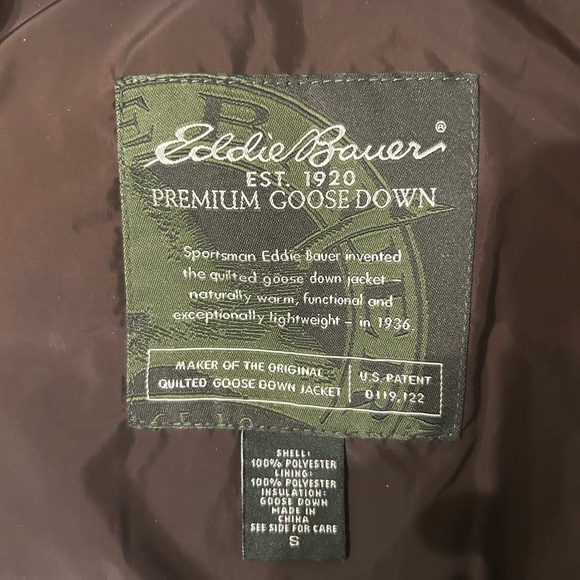 Eddie Bauer®
EST. 1920
PREMIUM GOOSE DOWN
Sportsman Eddie Bauer invented
the quilted goose down jacket –
naturally warm, functional and
exceptionally lightweight – in 1936
MAKER OF THE ORIGINAL
QUILTED GOOSE DOWN JACKET
U.S. PATENT
D119,122
SHELL:
100% POLYESTER
LINING:
100% POLYESTER
INSULATION:
GOOSE DOWN
MADE IN
CHINA
SEE SIDE FOR CARE
S